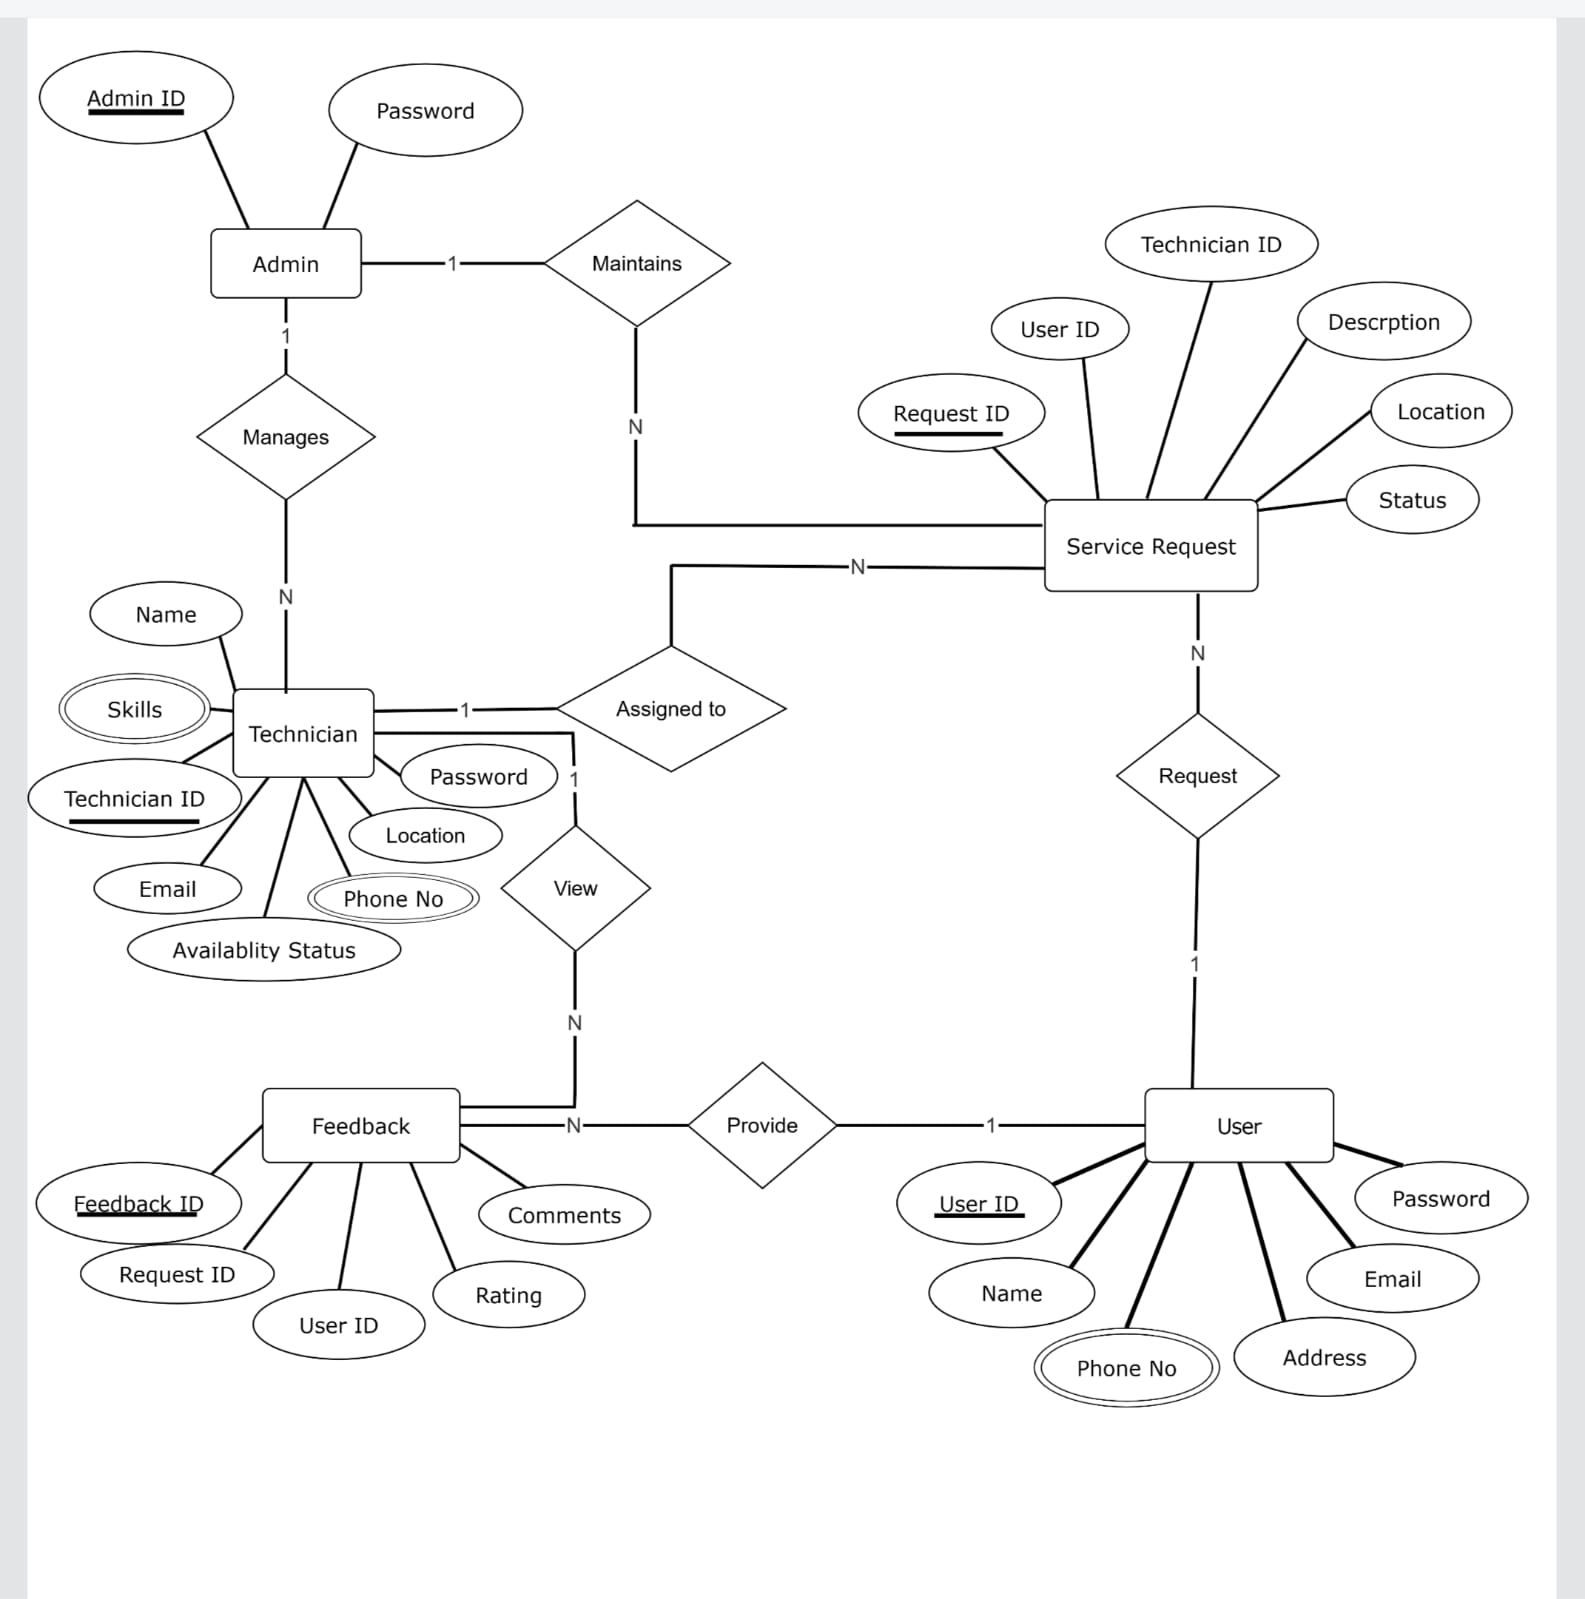 Admin ID
Password
Admin
1
Maintains
1
Manages
N
N
Technician ID
User ID
Descrption
Request ID
Location
Status
Service Request
N
Name
Skills
Technician
1
Assigned to
Technician ID
Password
1
Location
Email
Phone No
Availablity Status
View
N
N
Request
1
Feedback
N
Provide
1
User
Feedback ID
Request ID
User ID
Rating
Comments
User ID
Name
Phone No
Address
Email
Password